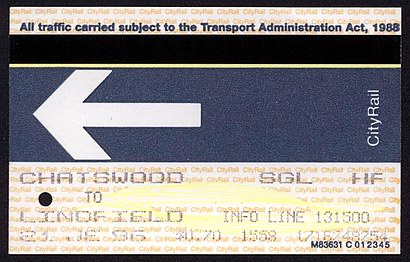 All traffic carried subject to the Transport Administration Act, 1988
CityRail
CHATSWOOD SGL HF
TO
LINDFIELD INFO LINE 131500
M83631 C 012345